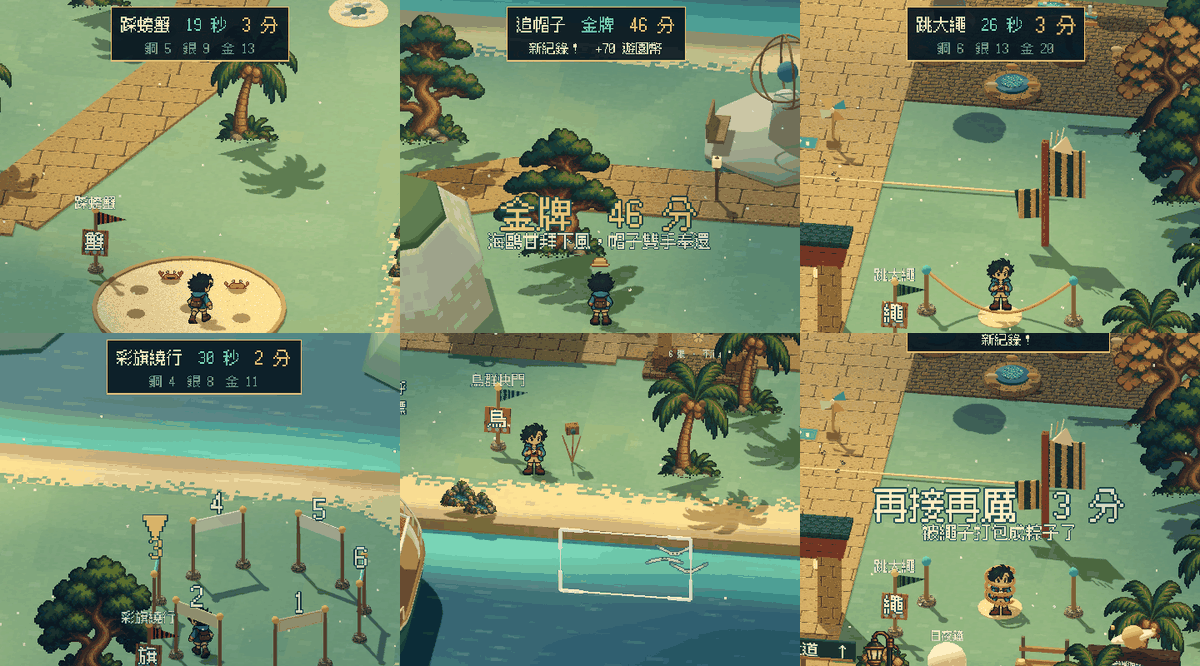 踩螃蟹 19 秒 3 分
銅 5 銀 9 金 13
踩螃蟹
蟹
追帽子 金牌 46 分
新紀錄! +70 遊園幣
金牌 46 分
海鷗甘拜下風,帽子雙手奉還
跳大繩 26 秒 3 分
銅 6 銀 13 金 20
跳大繩
繩
彩旗繞行 30 秒 2 分
銅 4 銀 8 金 11
4
5
3
6
2
1
彩旗繞行
旗
鳥群快門
鳥
新紀錄!
再接再厲 3 分
被繩子打包成粽子了
跳大繩
繩
道 ↑